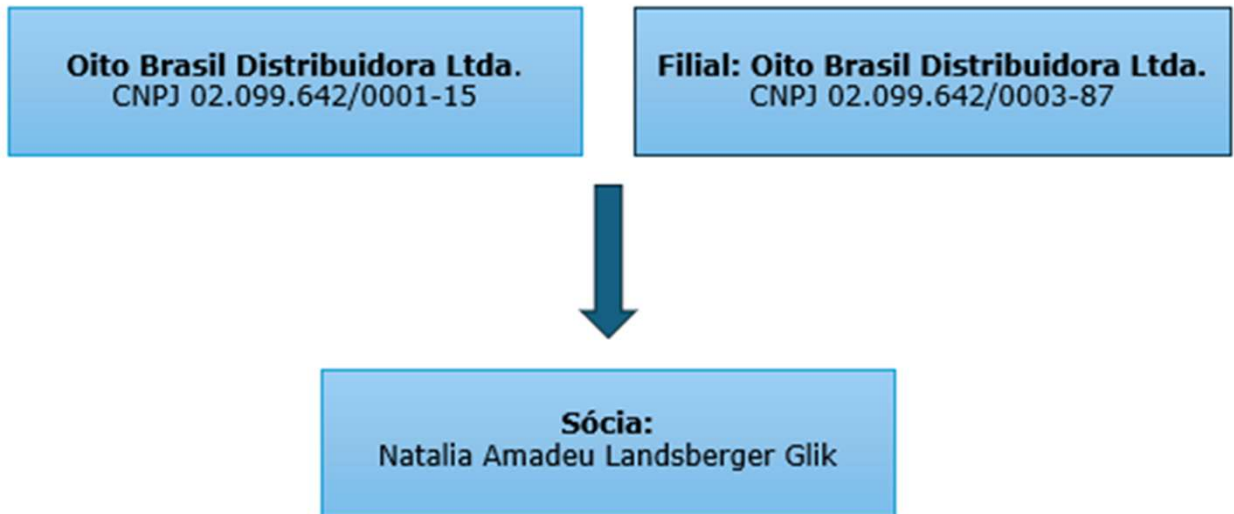 Oito Brasil Distribuidora Ltda.
CNPJ 02.099.642/0001-15
Filial: Oito Brasil Distribuidora Ltda.
CNPJ 02.099.642/0003-87
Sócia:
Natalia Amadeu Landsberger Glik